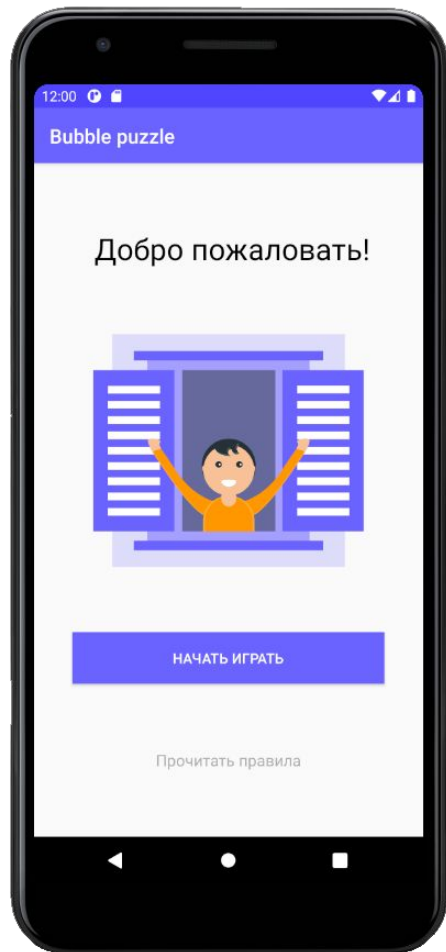 12:00
Bubble puzzle
Добро пожаловать!
НАЧАТЬ ИГРАТЬ
Прочитать правила